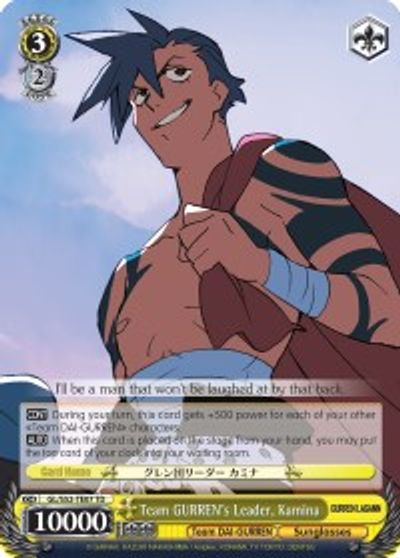 3
2
I'll be a man that won't be laughed at by that back.
CONT During your turn, this card gets +500 power for each of your other
«Team DAI-GURREN» characters.
AUTO When this card is placed on the stage from your hand, you may put
the top card of your clock into your waiting room.
Card Name グレン団リーダー カミナ
Team GURREN's Leader, Kamina
GURREN LAGANN
10000
Team DAI-GURREN
Sunglasses